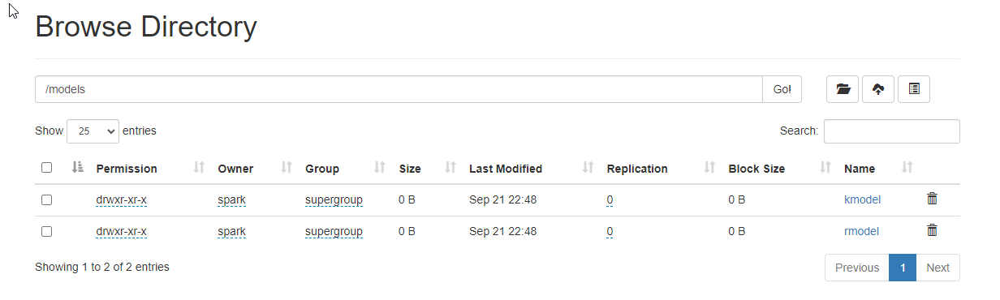 Browse Directory
/models Go!
Show 25 entries Search:
Permission Owner Group Size Last Modified Replication Block Size Name
drwxr-xr-x spark supergroup 0 B Sep 21 22:48 0 0 B kmodel
drwxr-xr-x spark supergroup 0 B Sep 21 22:48 0 0 B rmodel
Showing 1 to 2 of 2 entries Previous 1 Next